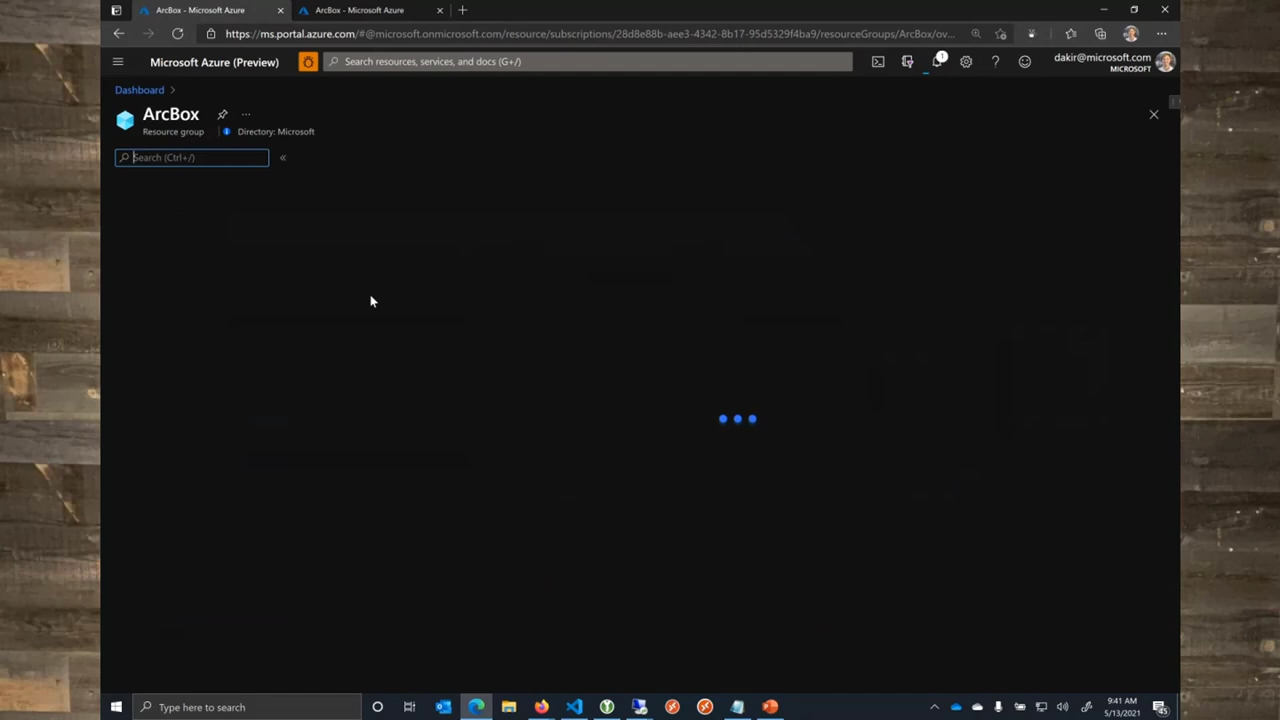 ArcBox - Microsoft Azure
ArcBox - Microsoft Azure
https://ms.portal.azure.com/#@microsoft.onmicrosoft.com/resource/subscriptions/28d8e88b-aee3-4342-8b17-95d5329f4ba9/resourceGroups/ArcBox/ov...
Microsoft Azure (Preview)
Search resources, services, and docs (G+/)
1
dakir@microsoft.com
MICROSOFT
Dashboard >
ArcBox
...
Resource group
Directory: Microsoft
Search (Ctrl+/)
«
Type here to search
9:41 AM
5/13/2021
45